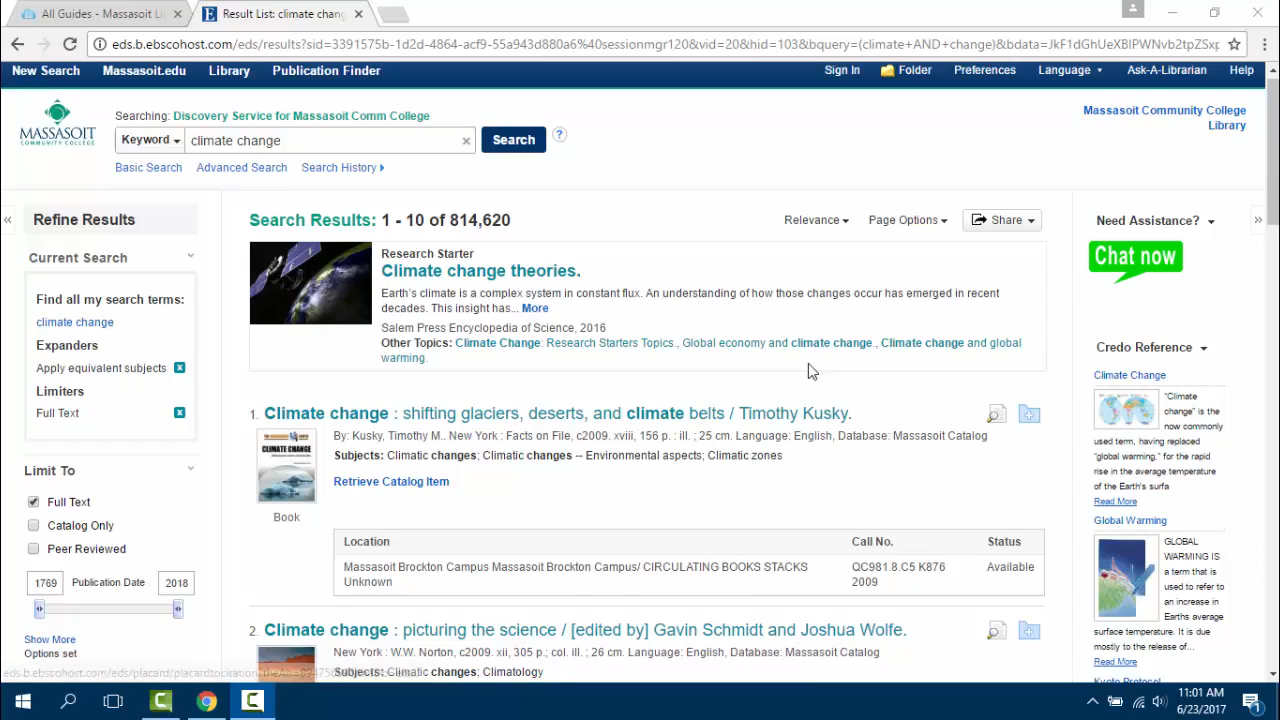 All Guides - Massasoit Li
Result List: climate chang
eds.b.ebscohost.com/eds/results?sid=3391575b-1d2d-4864-acf9-55a943d880a6%40sessionmgr120&vid=20&hid=103&bquery=(climate+AND+change)&bdata=JkF1dGhUeXBlPWNvb2tpZSxp
New Search Massasoit.edu Library Publication Finder Sign In Folder Preferences Language Ask-A-Librarian Help
MASSASOIT
COMMUNITY COLLEGE
Searching: Discovery Service for Massasoit Comm College
Keyword climate change Search ?
Basic Search Advanced Search Search History
Massasoit Community College
Library
Refine Results
Current Search
Find all my search terms:
climate change
Expanders
Apply equivalent subjects
Limiters
Full Text
Limit To
Full Text
Catalog Only
Peer Reviewed
1769 Publication Date 2018
Show More
Options set
Search Results: 1 - 10 of 814,620
Relevance Page Options Share
Research Starter
Climate change theories.
Earth's climate is a complex system in constant flux. An understanding of how those changes occur has emerged in recent
decades. This insight has... More
Salem Press Encyclopedia of Science, 2016
Other Topics: Climate Change: Research Starters Topics., Global economy and climate change., Climate change and global
warming.
1. Climate change : shifting glaciers, deserts, and climate belts / Timothy Kusky.
By: Kusky, Timothy M.. New York : Facts on File, c2009. xviii, 156 p. : ill. ; 25 cm. Language: English, Database: Massasoit Catalog
Subjects: Climatic changes; Climatic changes -- Environmental aspects; Climatic zones
CLIMATE CHANGE
Retrieve Catalog Item
Book
Location Call No. Status
Massasoit Brockton Campus Massasoit Brockton Campus/ CIRCULATING BOOKS STACKS QC981.8.C5 K876 Available
Unknown 2009
2. Climate change : picturing the science / [edited by] Gavin Schmidt and Joshua Wolfe.
New York : W.W. Norton, c2009. xii, 305 p.; col. ill. ; 26 cm. Language: English, Database: Massasoit Catalog
Subjects: Climatic changes; Climatology
Need Assistance?
Chat now
Credo Reference
Climate Change
"Climate
change" is the
now commonly
used term, having replaced
"global warming," for the rapid
rise in the average temperature
of the Earth's surfa
Read More
Global Warming
GLOBAL
WARMING IS
a term that is
used to refer to
an increase in
Earths average
surface temperature. It is due
mostly to the release of...
Read More
Kyoto Protocol
11:01 AM
6/23/2017
1